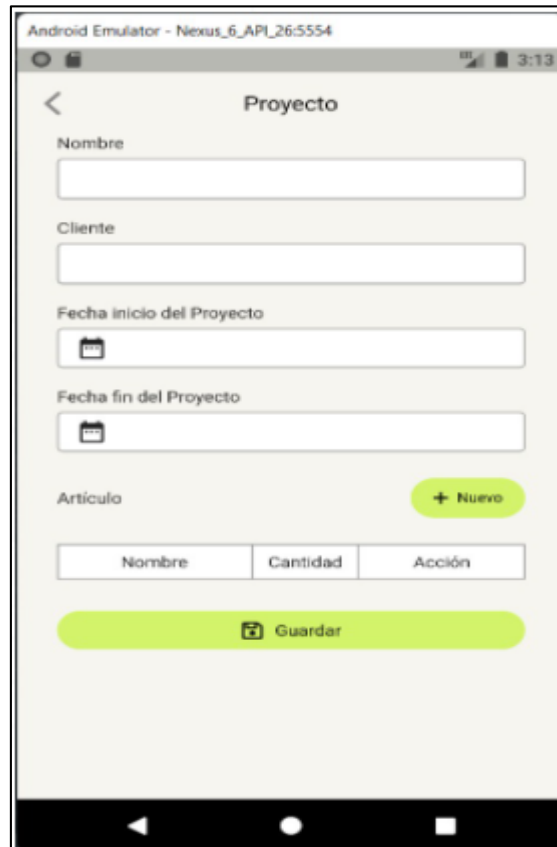 Android Emulator - Nexus_6_API_26:5554
3:13
Proyecto
Nombre
Cliente
Fecha inicio del Proyecto
Fecha fin del Proyecto
Artículo
+ Nuevo
Nombre Cantidad Acción
Guardar